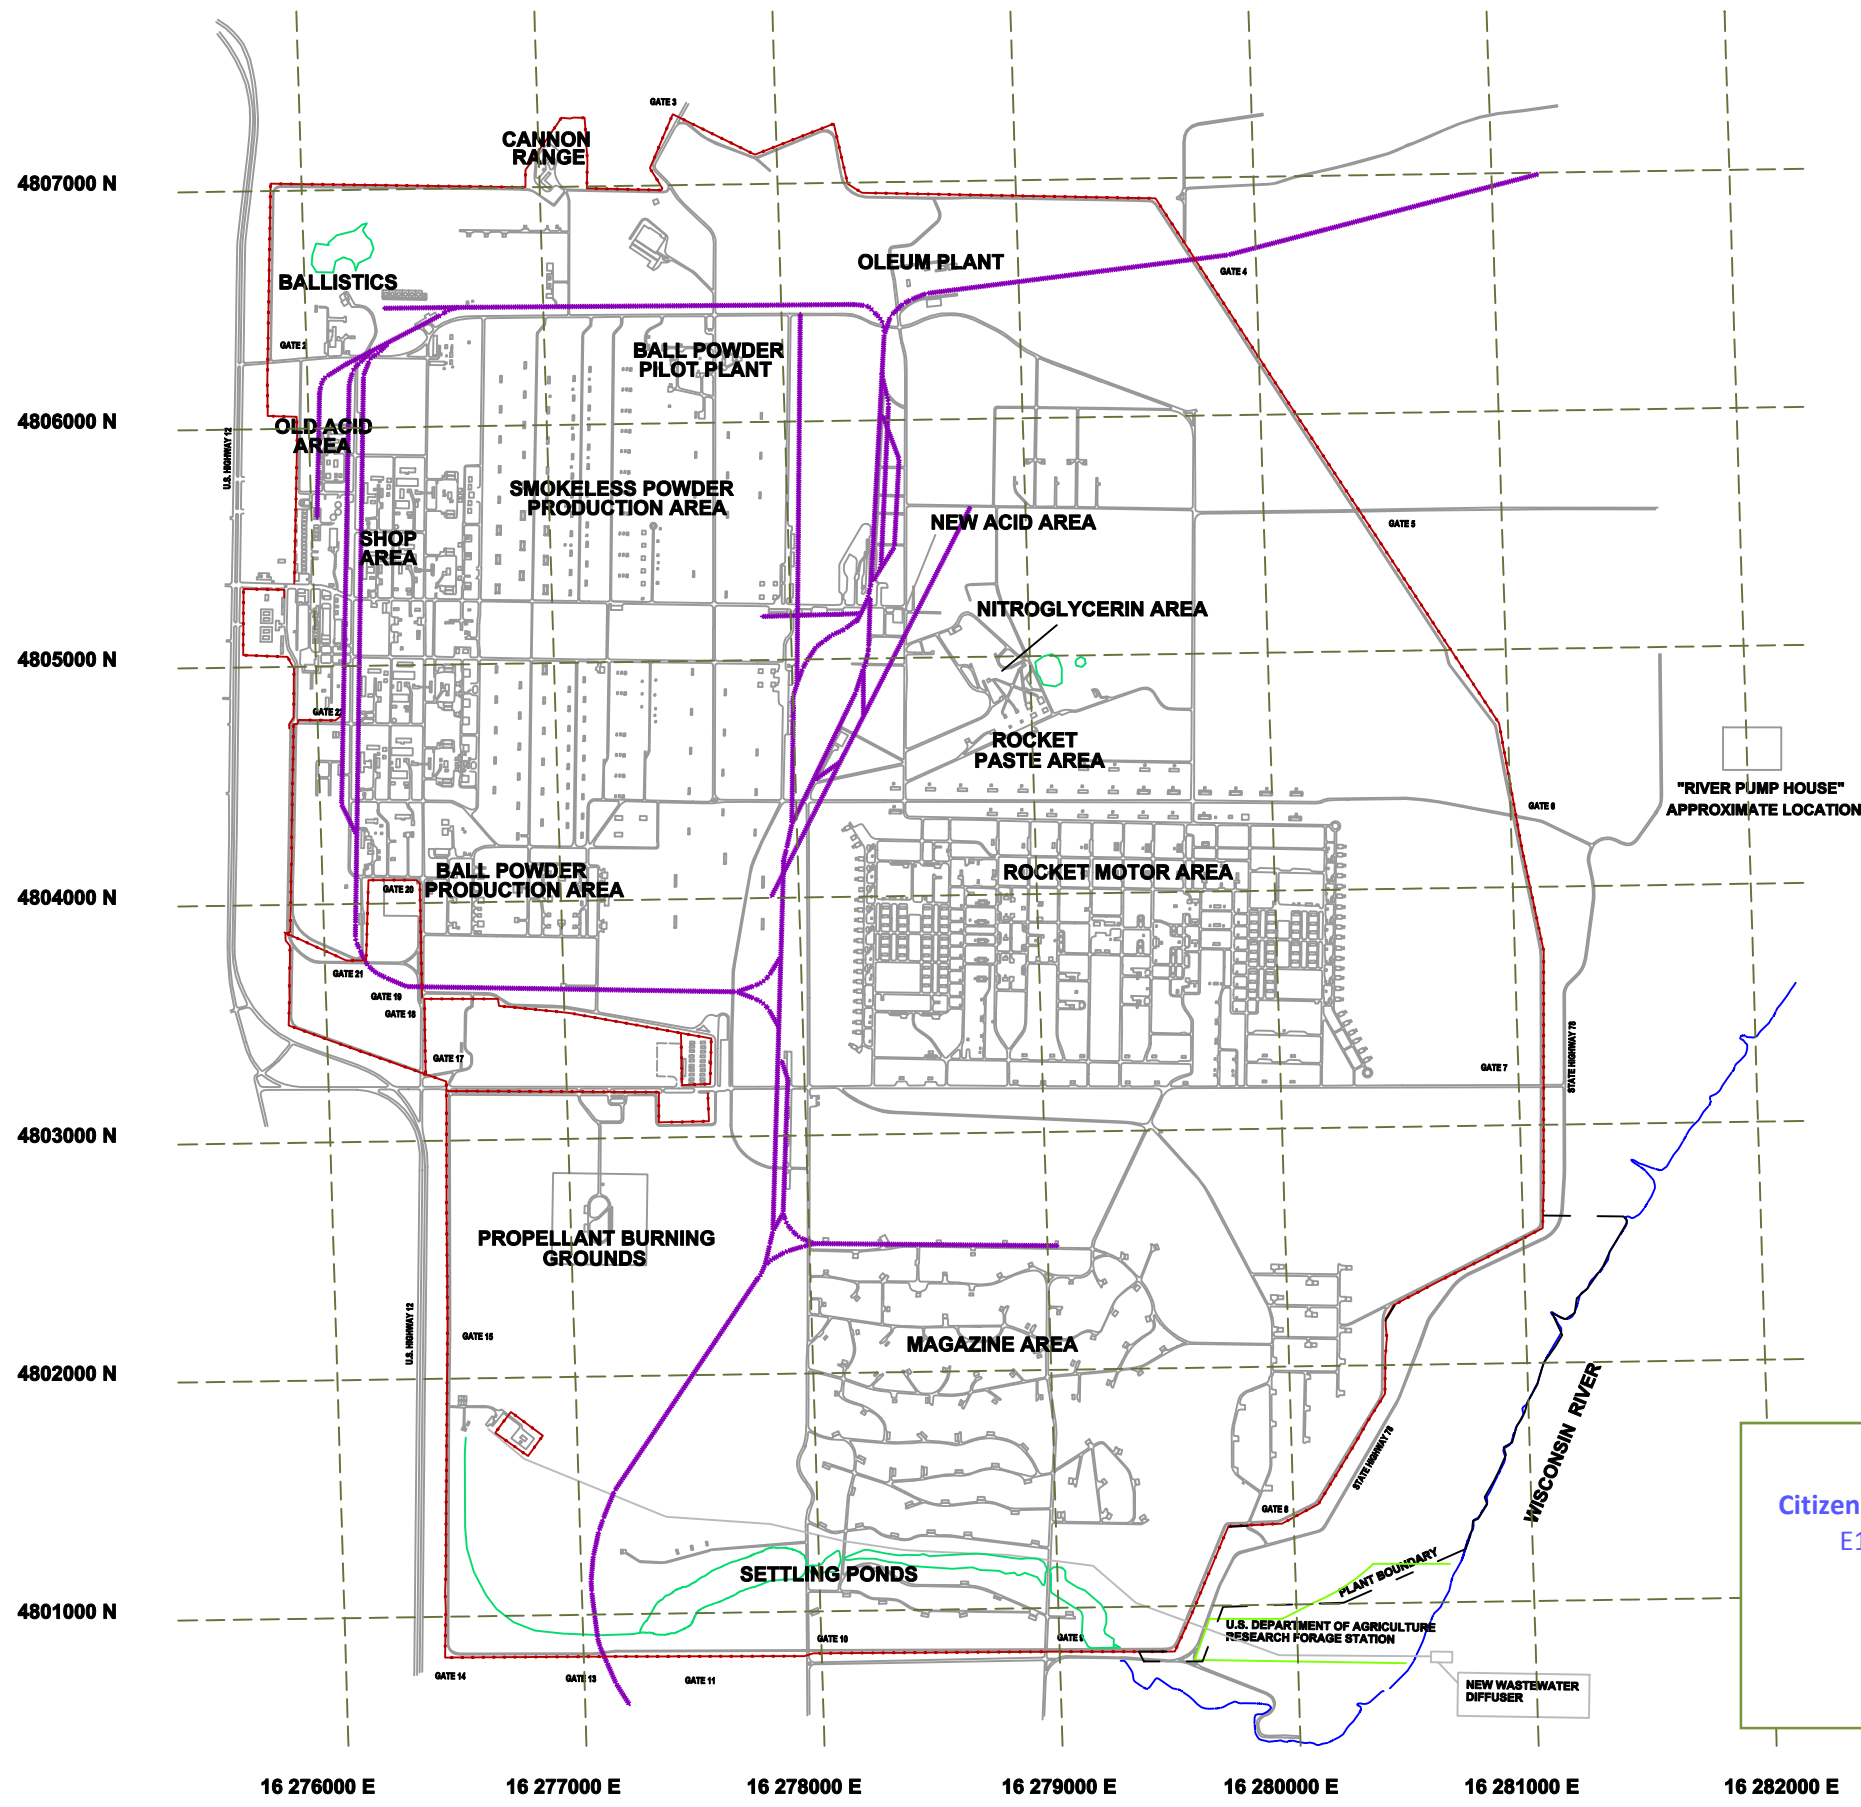 GATE 3
CANNON
RANGE
4807000 N
OLEUM PLANT
GATE 4
BALLISTICS
GATE 2
BALL POWDER
PILOT PLANT
4806000 N
OLD ACID
AREA
U.S. HIGHWAY 12
SMOKELESS POWDER
PRODUCTION AREA
NEW ACID AREA
GATE 5
SHOP
AREA
NITROGLYCERIN AREA
4805000 N
GATE 22
ROCKET
PASTE AREA
"RIVER PUMP HOUSE"
APPROXIMATE LOCATION
GATE 6
BALL POWDER
PRODUCTION AREA
ROCKET MOTOR AREA
GATE 20
4804000 N
GATE 21
GATE 19
GATE 18
GATE 17
GATE 7
STATE HIGHWAY 78
4803000 N
PROPELLANT BURNING
GROUNDS
U.S. HIGHWAY 12
GATE 15
MAGAZINE AREA
4802000 N
WISCONSIN RIVER
STATE HIGHWAY 78
GATE 8
Citizen
E1
SETTLING PONDS
PLANT BOUNDARY
4801000 N
U.S. DEPARTMENT OF AGRICULTURE
RESEARCH FORAGE STATION
GATE 10
GATE 9
GATE 14
GATE 13
GATE 11
NEW WASTEWATER
DIFFUSER
16 276000 E
16 277000 E
16 278000 E
16 279000 E
16 280000 E
16 281000 E
16 282000 E